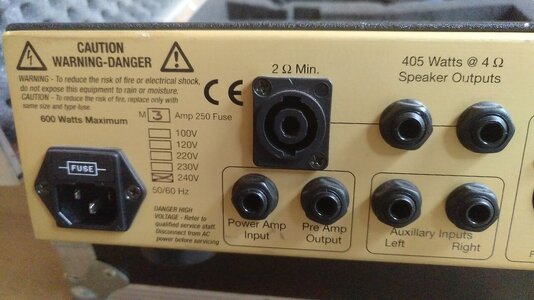 CAUTION
WARNING-DANGER
WARNING - To reduce the risk of fire or electrical shock,
do not expose this equipment to rain or moisture.
CAUTION - To reduce the risk of fire, replace only with
same size and type fuse.
CE
600 Watts Maximum
M 3 Amp 250 Fuse
100V
120V
220V
230V
240V
50/60 Hz
FUSE
DANGER HIGH
VOLTAGE - Refer to
qualified service staff.
Disconnect from AC
power before servicing
2 Ω Min.
405 Watts @ 4 Ω
Speaker Outputs
Power Amp
Input
Pre Amp
Output
Auxiliary Inputs
Left Right